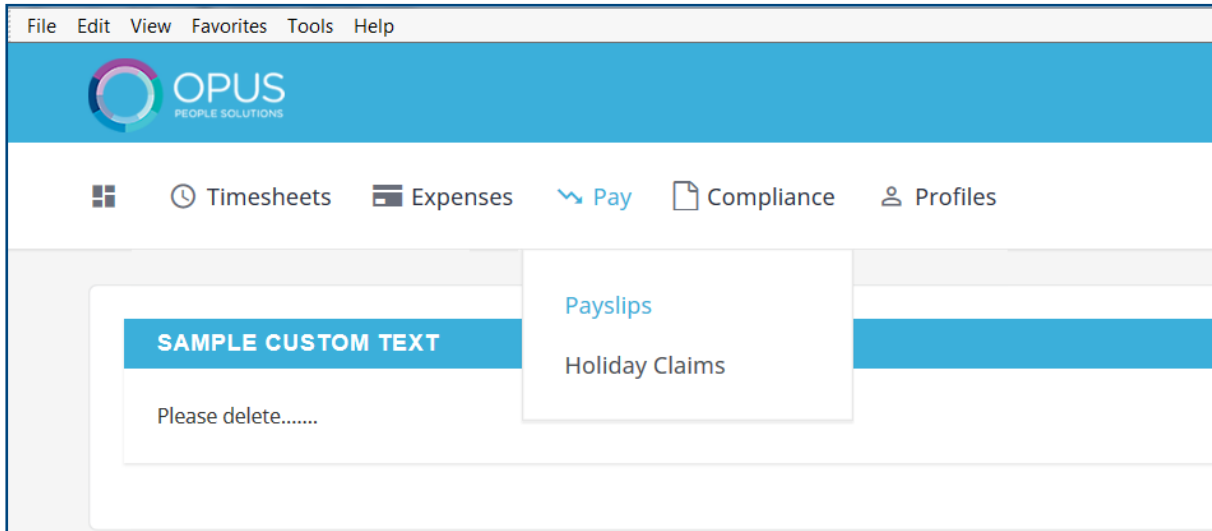 File Edit View Favorites Tools Help
OPUS
PEOPLE SOLUTIONS
Timesheets Expenses Pay Compliance Profiles
Payslips
Holiday Claims
SAMPLE CUSTOM TEXT
Please delete.......